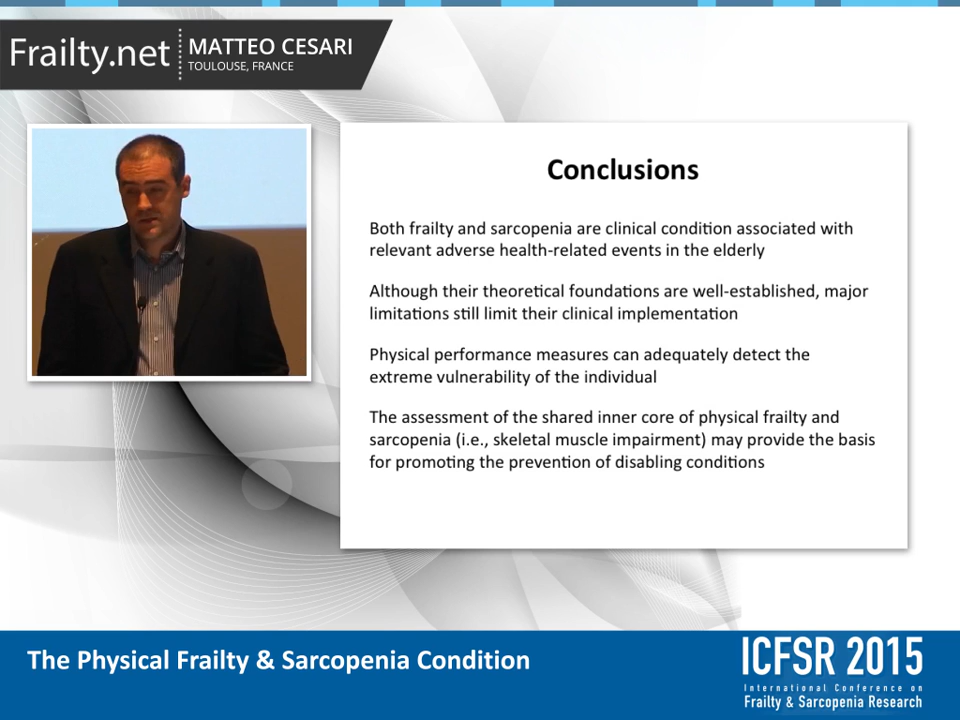 Frailty.net
MATTEO CESARI
TOULOUSE, FRANCE
Conclusions
Both frailty and sarcopenia are clinical condition associated with
relevant adverse health-related events in the elderly
Although their theoretical foundations are well-established, major
limitations still limit their clinical implementation
Physical performance measures can adequately detect the
extreme vulnerability of the individual
The assessment of the shared inner core of physical frailty and
sarcopenia (i.e., skeletal muscle impairment) may provide the basis
for promoting the prevention of disabling conditions
The Physical Frailty & Sarcopenia Condition
ICFSR 2015
International Conference on
Frailty & Sarcopenia Research